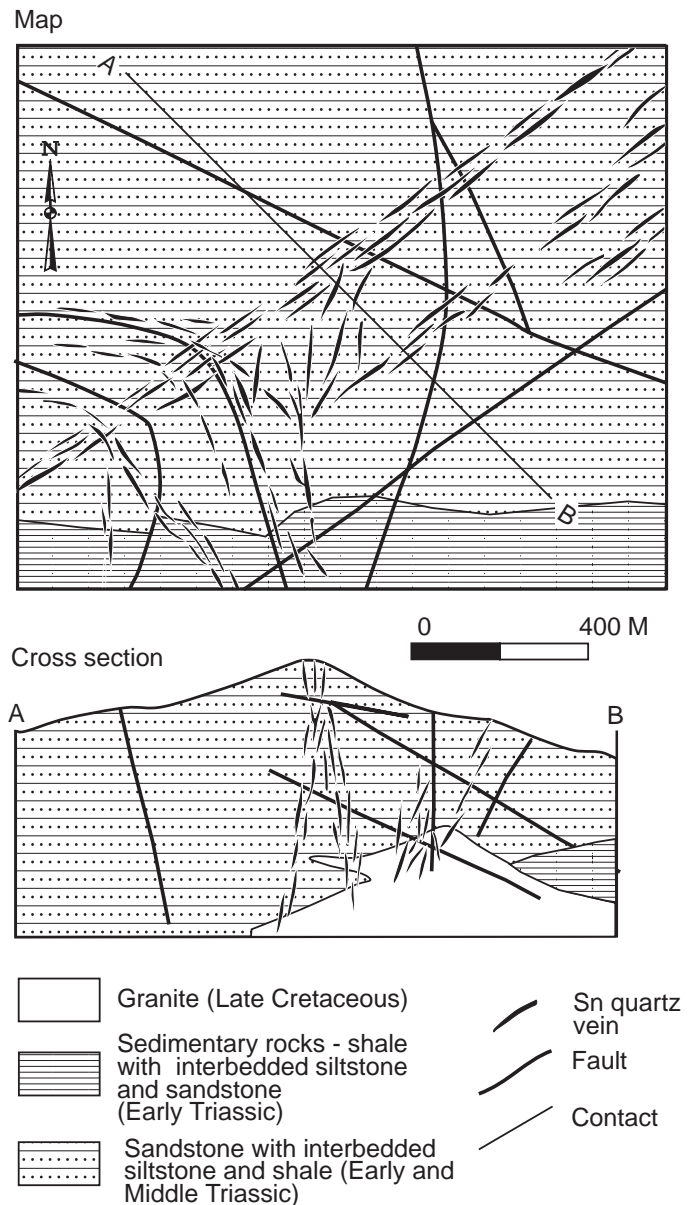 Map
A
N
B
0 400 M
Cross section
A B
Granite (Late Cretaceous)
Sedimentary rocks - shale
with interbedded siltstone
and sandstone
(Early Triassic)
Sandstone with interbedded
siltstone and shale (Early and
Middle Triassic)
Sn quartz
vein
Fault
Contact